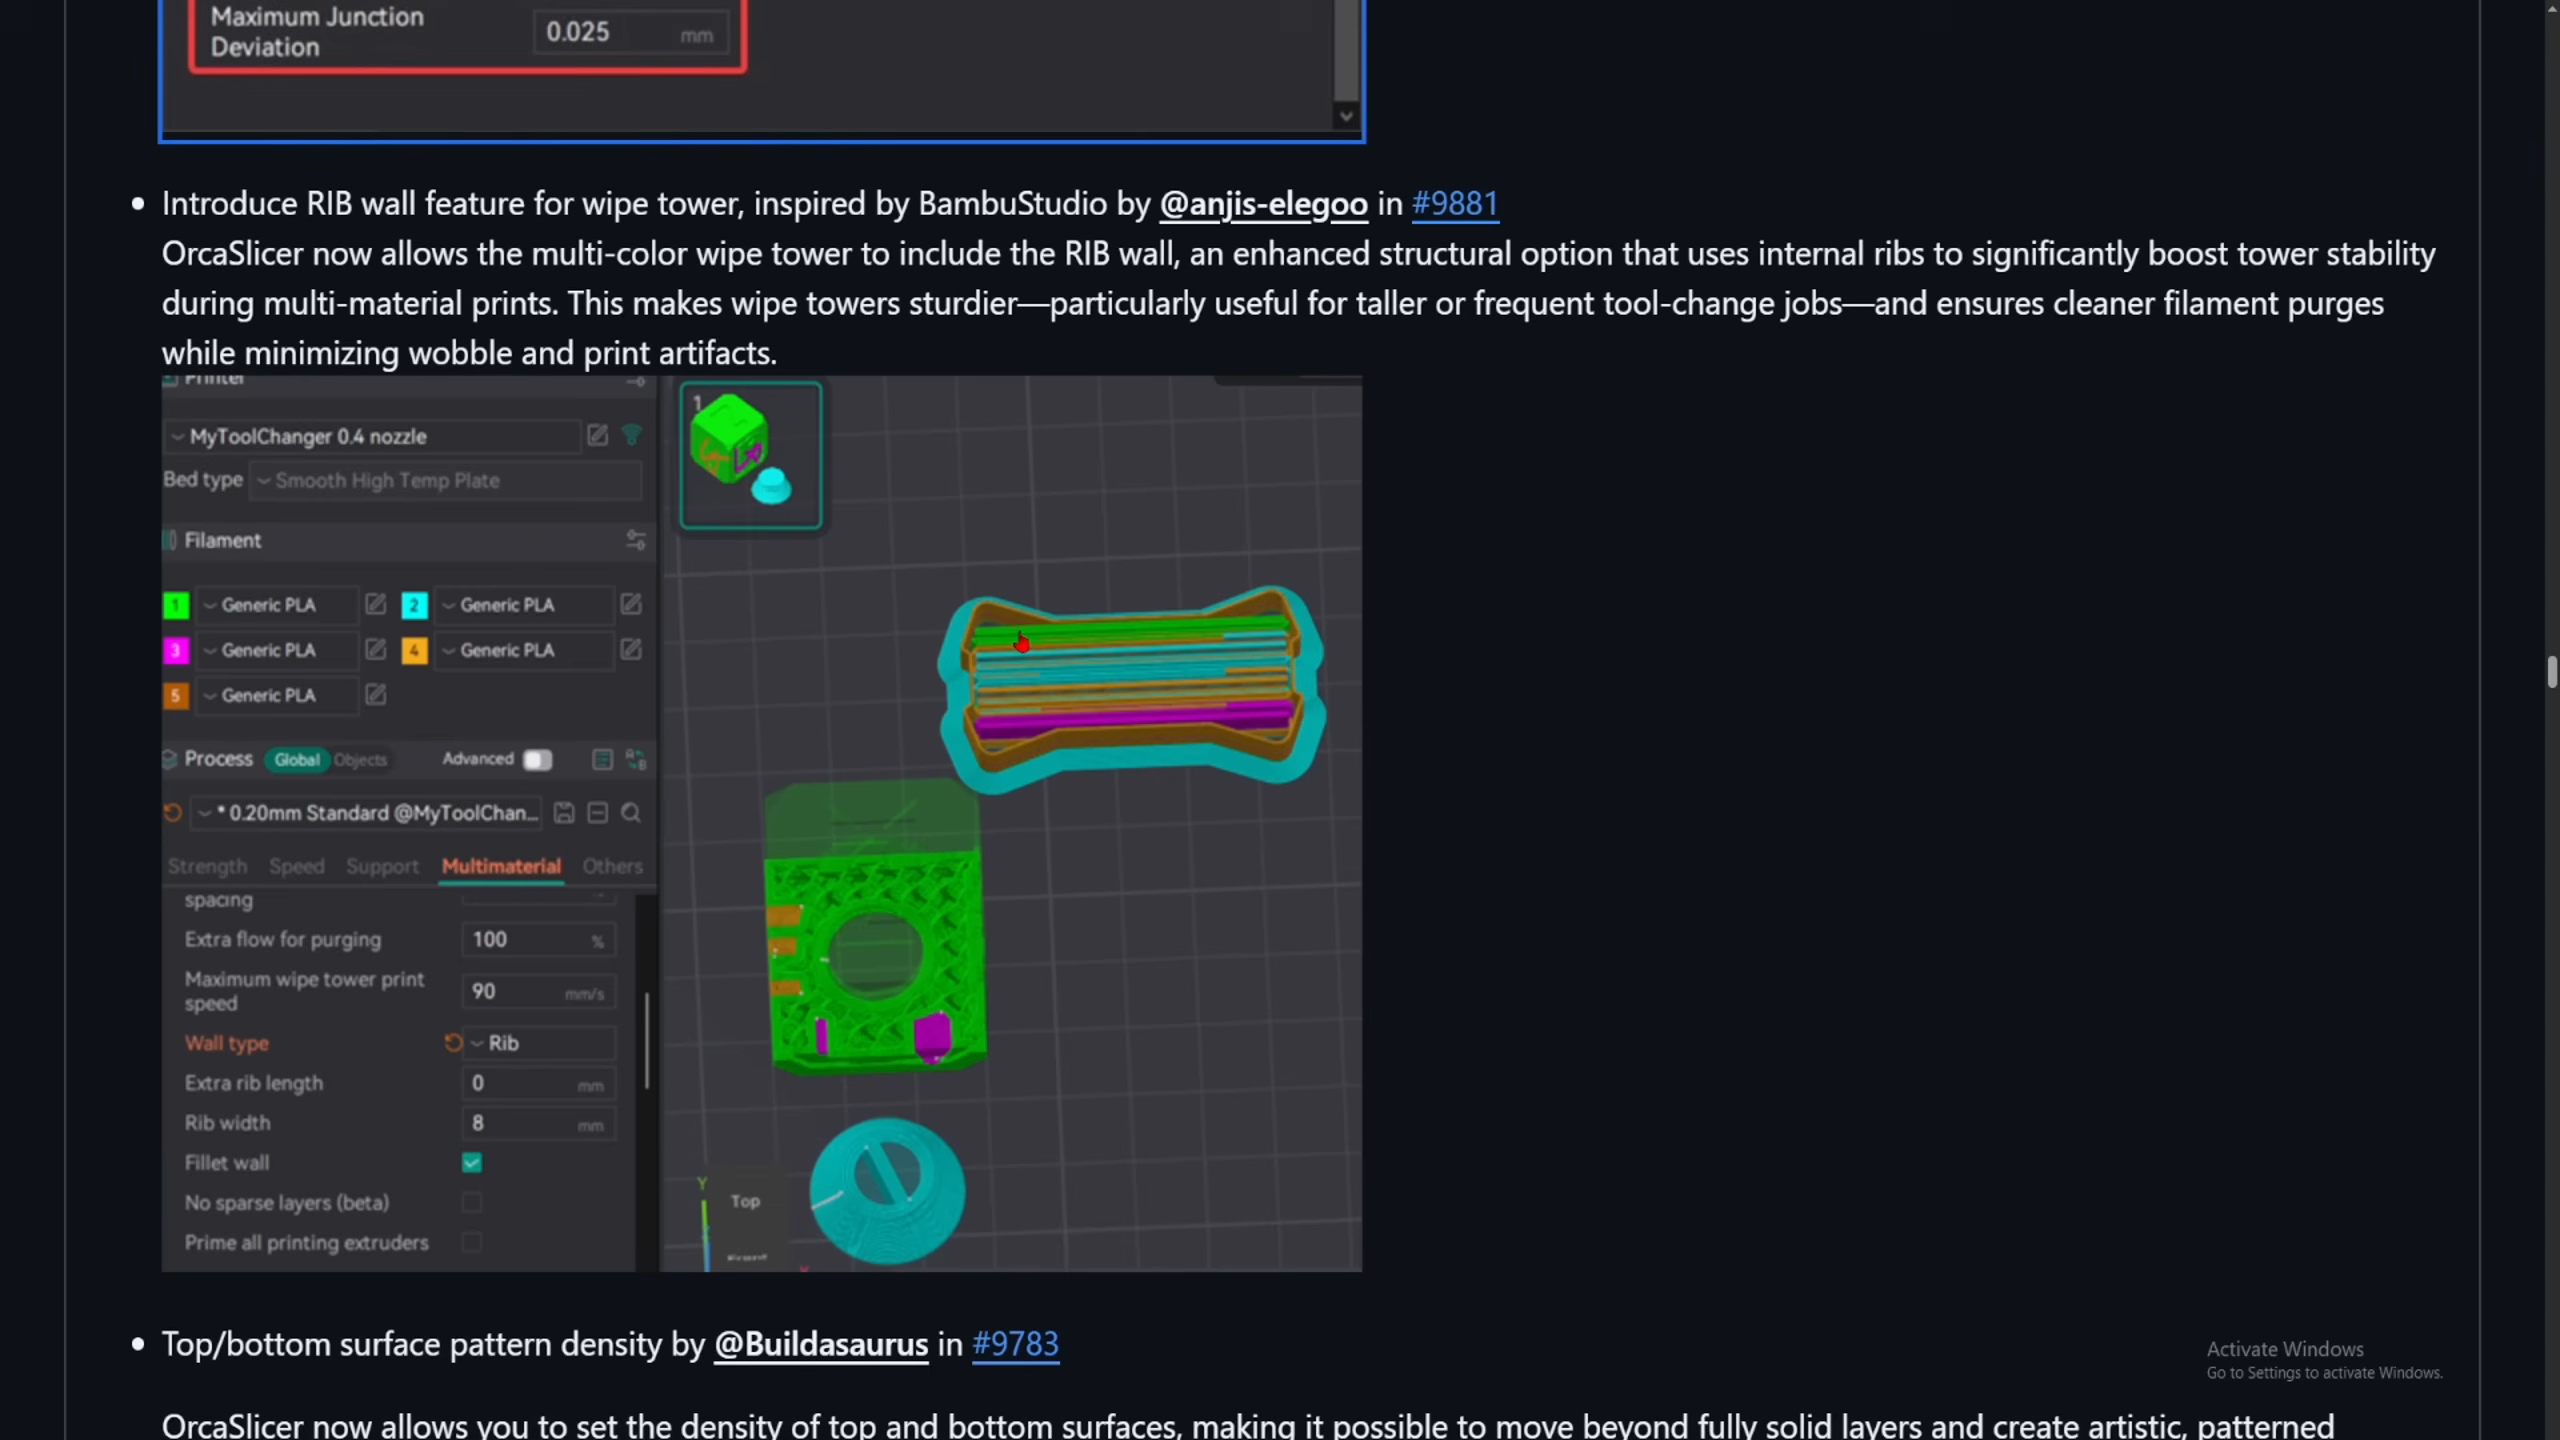 Maximum Junction
Deviation
0.025 mm
• Introduce RIB wall feature for wipe tower, inspired by BambuStudio by @anjis-elegoo in #9881
OrcaSlicer now allows the multi-color wipe tower to include the RIB wall, an enhanced structural option that uses internal ribs to significantly boost tower stability
during multi-material prints. This makes wipe towers sturdier—particularly useful for taller or frequent tool-change jobs—and ensures cleaner filament purges
while minimizing wobble and print artifacts.
Printer
MyToolChanger 0.4 nozzle
Bed type Smooth High Temp Plate
Filament
1 Generic PLA 2 Generic PLA
3 Generic PLA 4 Generic PLA
5 Generic PLA
Process Global Objects Advanced
* 0.20mm Standard @MyToolChan...
Strength Speed Support Multimaterial Others
spacing
Extra flow for purging 100 %
Maximum wipe tower print
speed
90 mm/s
Wall type Rib
Extra rib length 0 mm
Rib width 8 mm
Fillet wall
No sparse layers (beta)
Prime all printing extruders
1
Y
Top
Front
• Top/bottom surface pattern density by @Buildasaurus in #9783
OrcaSlicer now allows you to set the density of top and bottom surfaces, making it possible to move beyond fully solid layers and create artistic, patterned
Activate Windows
Go to Settings to activate Windows.